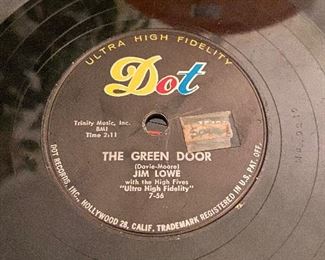 ULTRA HIGH FIDELITY
Dot
Trinity Music, Inc.
BMI
Time 2:11
THE GREEN DOOR
(Davie-Moore)
JIM LOWE
with the High Fives
"Ultra High Fidelity"
7-56
DOT RECORDS, INC., HOLLYWOOD 28, CALIF. TRADEMARK REGISTERED IN U.S. PAT. OFF.